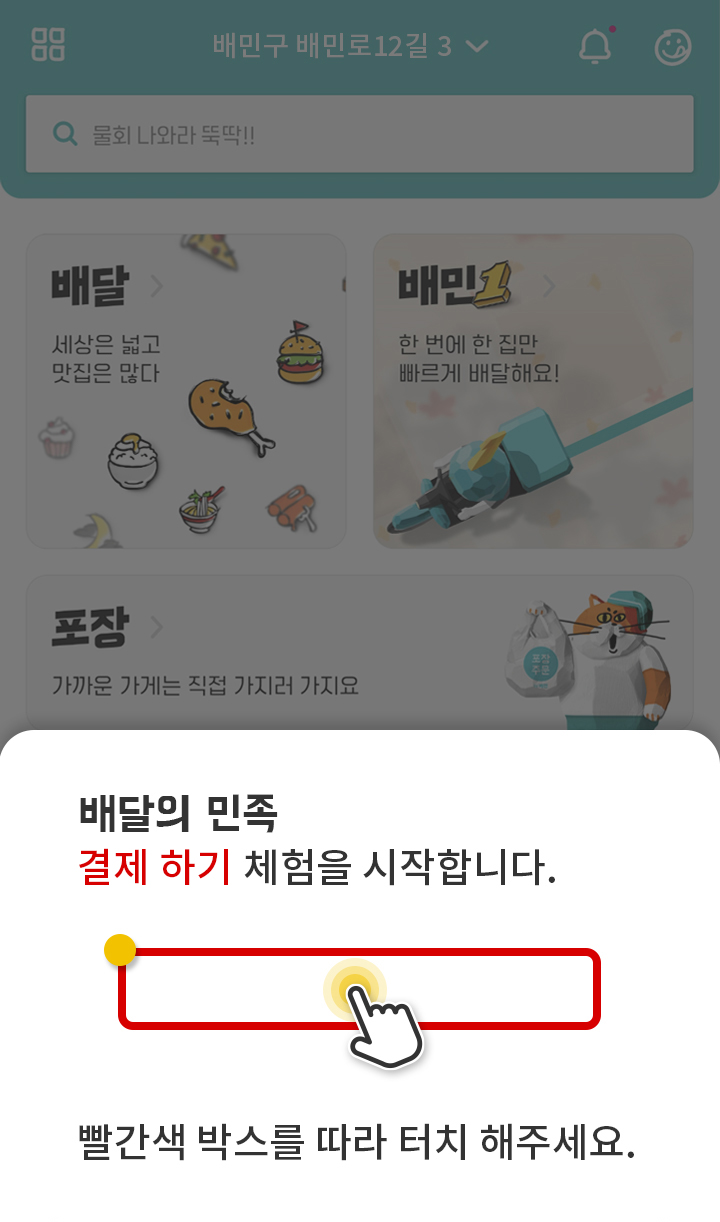 배민구 배민로12길 3
물회 나와라 뚝딱!!
배달
세상은 넓고
맛집은 많다
배민1
한 번에 한 집만
빠르게 배달해요!
포장
가까운 가게는 직접 가지러 가지요
포장
주문
배달의 민족
결제 하기 체험을 시작합니다.
빨간색 박스를 따라 터치 해주세요.